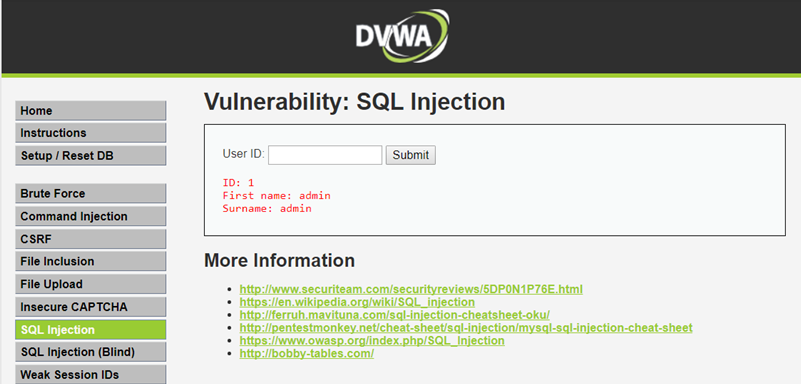 DVWA
Home
Instructions
Setup / Reset DB
Brute Force
Command Injection
CSRF
File Inclusion
File Upload
Insecure CAPTCHA
SQL Injection
SQL Injection (Blind)
Weak Session IDs
Vulnerability: SQL Injection
User ID: Submit
ID: 1
First name: admin
Surname: admin
More Information
http://www.securiteam.com/securityreviews/5DP0N1P76E.html
https://en.wikipedia.org/wiki/SQL_injection
http://ferruh.mavituna.com/sql-injection-cheatsheet-oku/
http://pentestmonkey.net/cheat-sheet/sql-injection/mysql-sql-injection-cheat-sheet
https://www.owasp.org/index.php/SQL_Injection
http://bobby-tables.com/